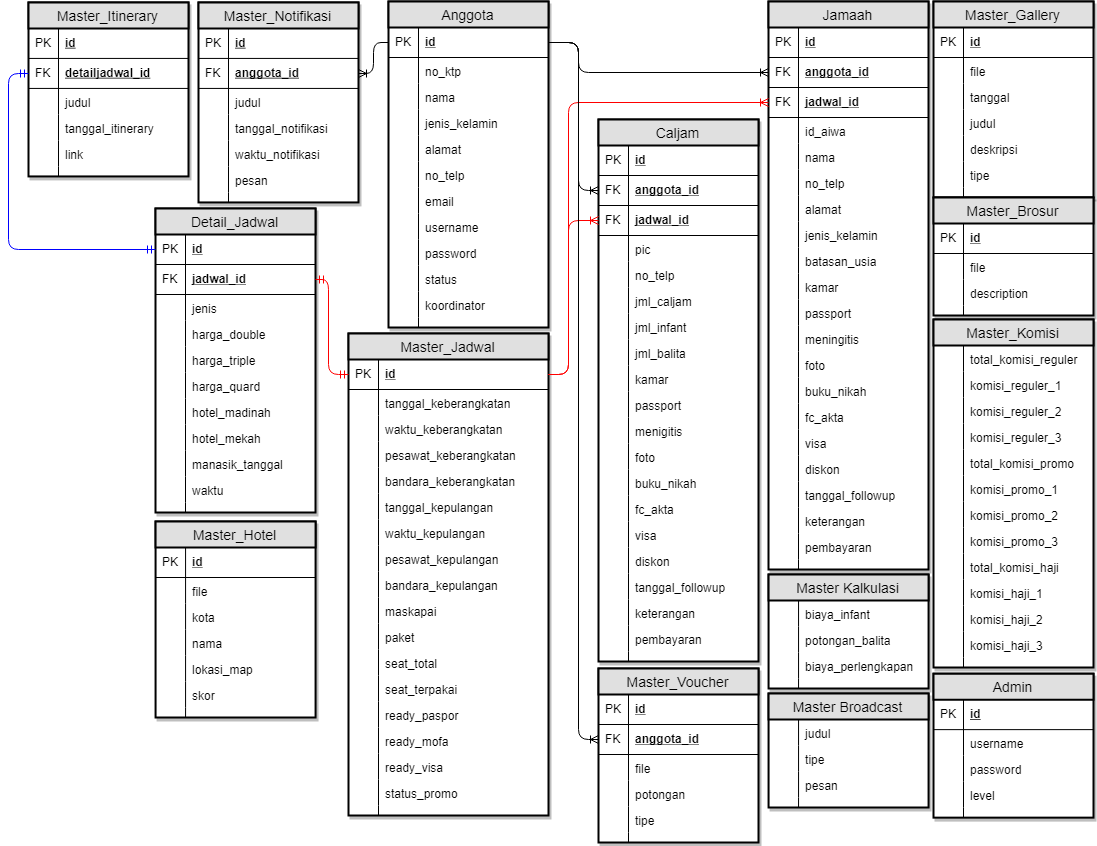 Master_Itinerary
PK id
FK detailjadwal_id
judul
tanggal_itinerary
link
Master_Notifikasi
PK id
FK anggota_id
judul
tanggal_notifikasi
waktu_notifikasi
pesan
Anggota
PK id
no_ktp
nama
jenis_kelamin
alamat
no_telp
email
username
password
status
koordinator
Jamaah
PK id
FK anggota_id
FK jadwal_id
id_aiwa
nama
no_telp
alamat
jenis_kelamin
batasan_usia
kamar
passport
meningitis
foto
buku_nikah
fc_akta
visa
diskon
tanggal_followup
keterangan
pembayaran
Master_Gallery
PK id
file
tanggal
judul
deskripsi
tipe
Caljam
PK id
FK anggota_id
FK jadwal_id
pic
no_telp
jml_caljam
jml_infant
jml_balita
kamar
passport
menigitis
foto
buku_nikah
fc_akta
visa
diskon
tanggal_followup
keterangan
pembayaran
Master_Brosur
PK id
file
description
Detail_Jadwal
PK id
FK jadwal_id
jenis
harga_double
harga_triple
harga_quard
hotel_madinah
hotel_mekah
manasik_tanggal
waktu
Master_Jadwal
PK id
tanggal_keberangkatan
waktu_keberangkatan
pesawat_keberangkatan
bandara_keberangkatan
tanggal_kepulangan
waktu_kepulangan
pesawat_kepulangan
bandara_kepulangan
maskapai
paket
seat_total
seat_terpakai
ready_paspor
ready_mofa
ready_visa
status_promo
Master_Komisi
total_komisi_reguler
komisi_reguler_1
komisi_reguler_2
komisi_reguler_3
total_komisi_promo
komisi_promo_1
komisi_promo_2
komisi_promo_3
total_komisi_haji
komisi_haji_1
komisi_haji_2
komisi_haji_3
Master_Hotel
PK id
file
kota
nama
lokasi_map
skor
Master Kalkulasi
biaya_infant
potongan_balita
biaya_perlengkapan
Master_Voucher
PK id
FK anggota_id
file
potongan
tipe
Master Broadcast
judul
tipe
pesan
Admin
PK id
username
password
level